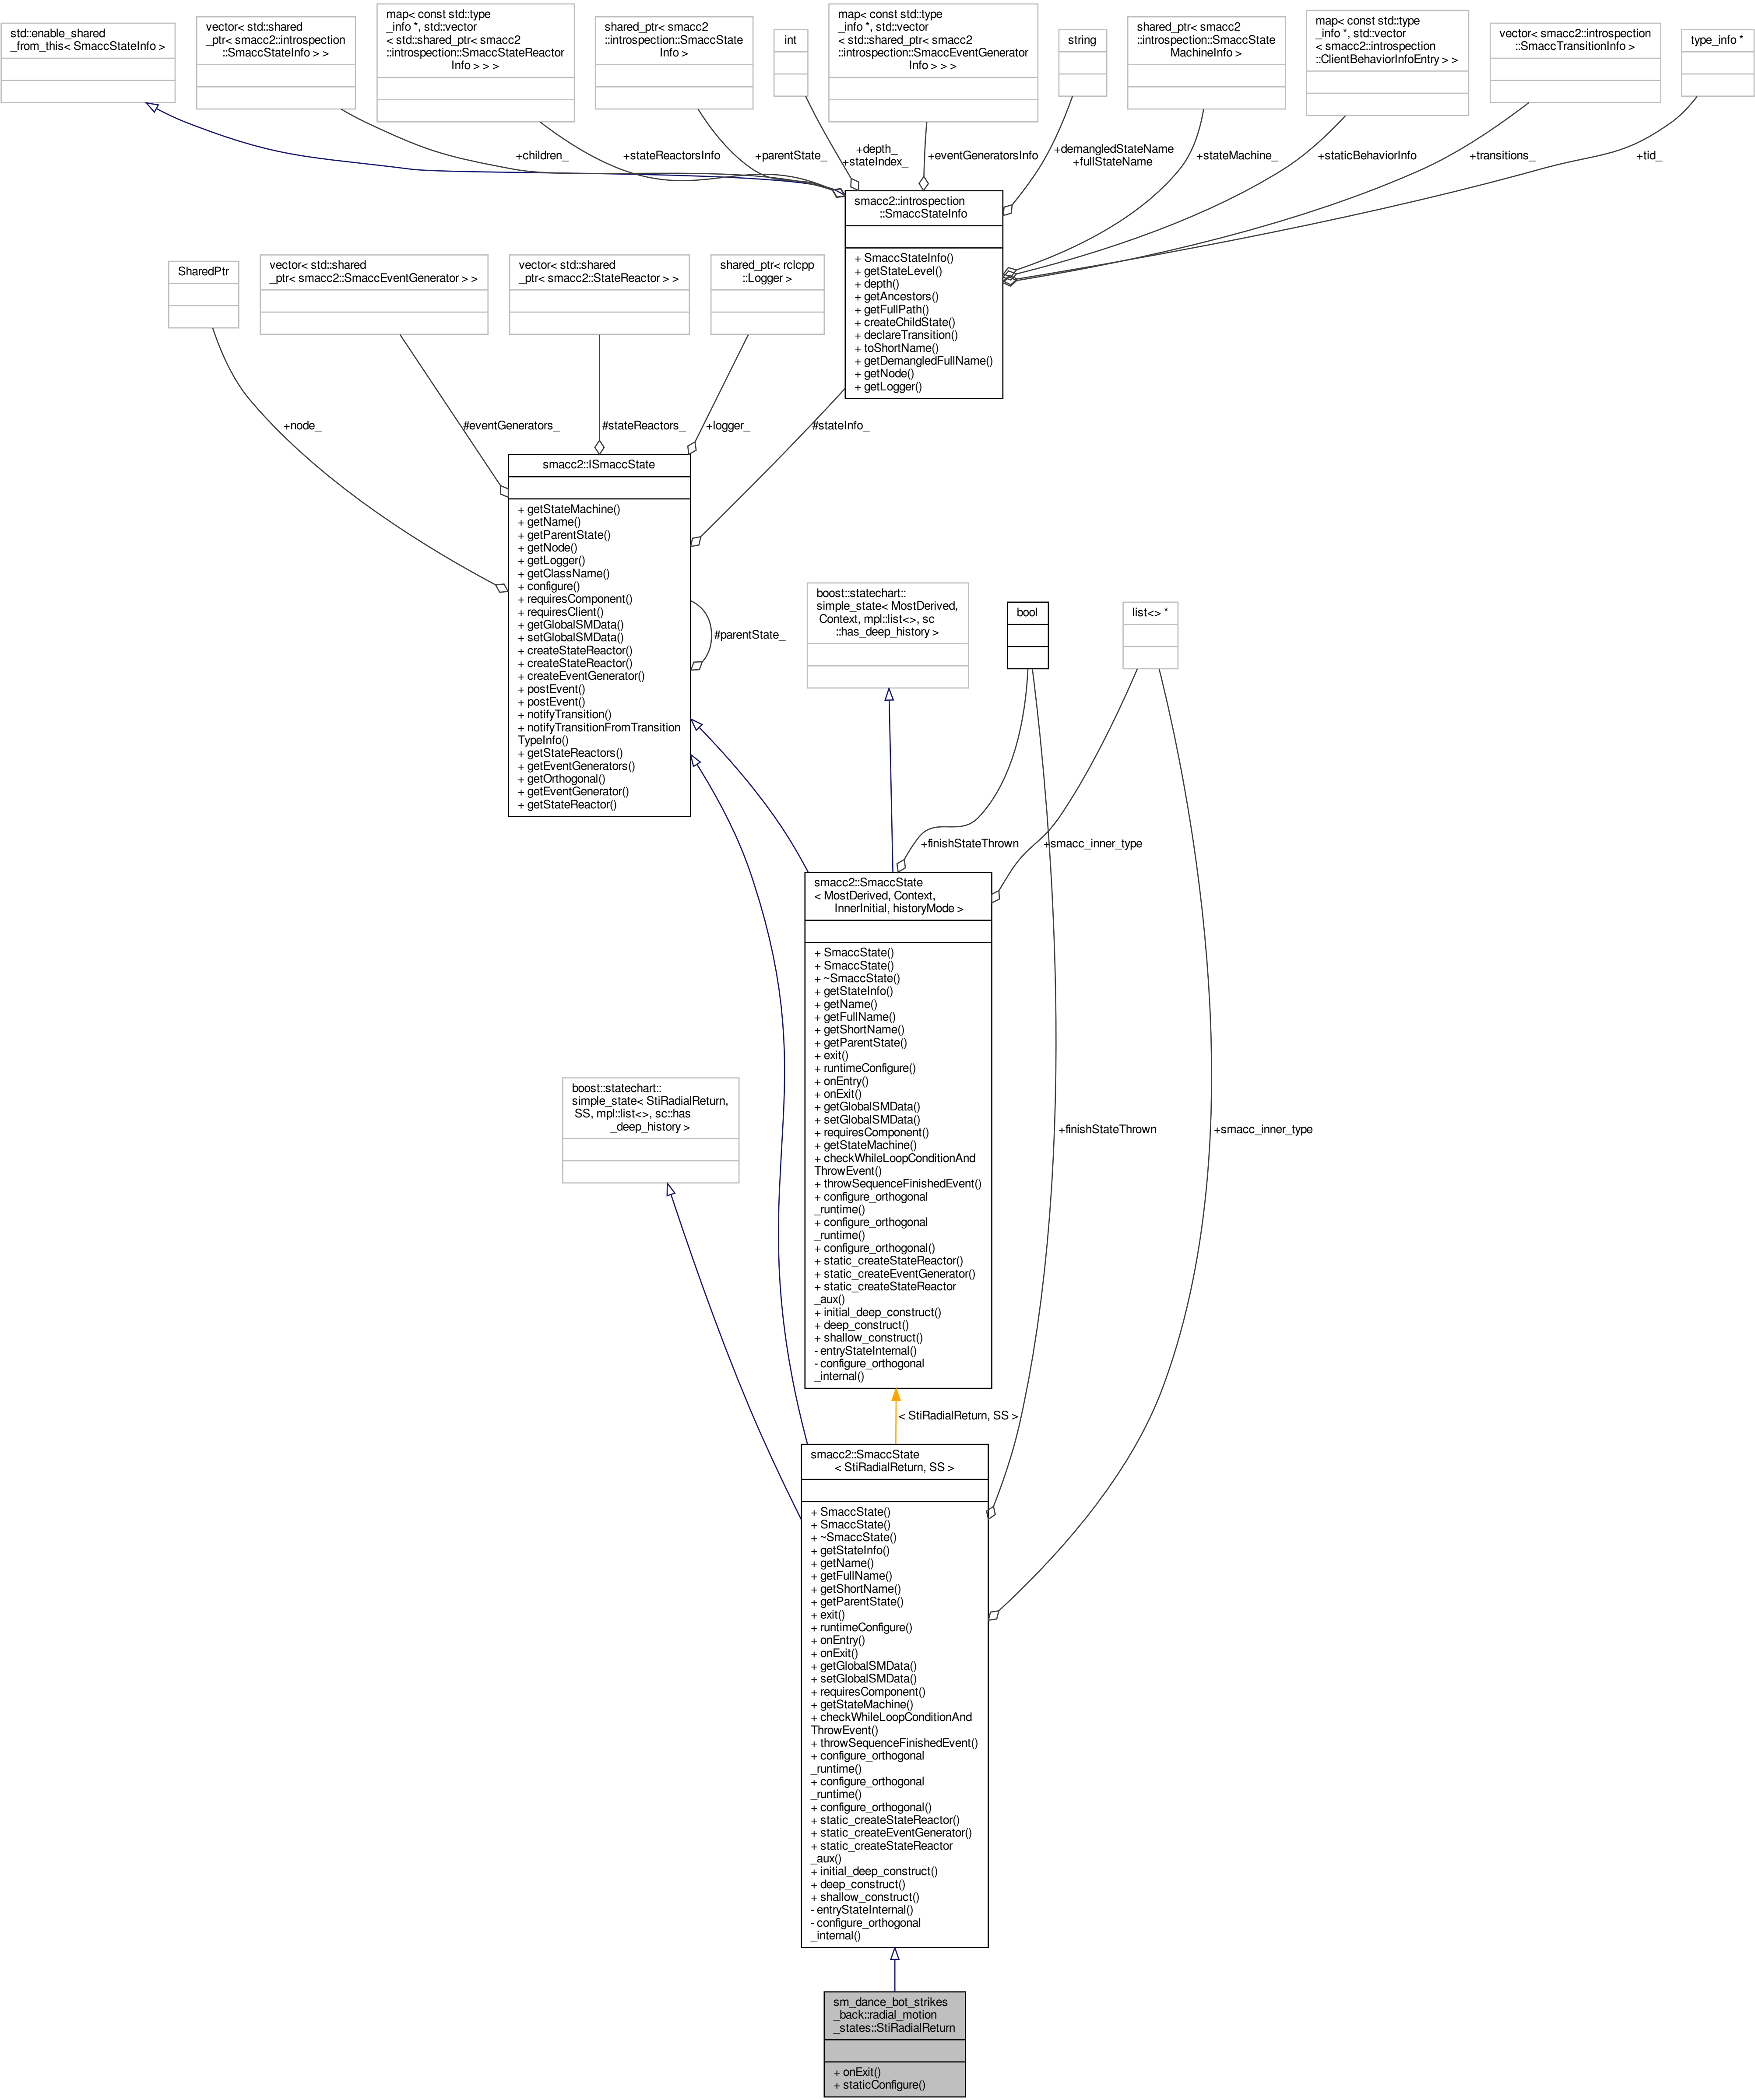 std::enable_shared
_from_this< SmaccStateInfo >
vector< std::shared
_ptr< smacc2::introspection
::SmaccStateInfo > >
map< const std::type
_info *, std::vector
< std::shared_ptr< smacc2
::introspection::SmaccStateReactor
Info > > >
shared_ptr< smacc2
::introspection::SmaccState
Info >
int
map< const std::type
_info *, std::vector
< std::shared_ptr< smacc2
::introspection::SmaccEventGenerator
Info > > >
string
shared_ptr< smacc2
::introspection::SmaccState
MachineInfo >
map< const std::type
_info *, std::vector
< smacc2::introspection
::ClientBehaviorInfoEntry > >
vector< smacc2::introspection
::SmaccTransitionInfo >
type_info *
+children_
+stateReactorsInfo
+parentState_
+depth_
+stateIndex_
+eventGeneratorsInfo
+demangledStateName
+fullStateName
+stateMachine_
+staticBehaviorInfo
+transitions_
+tid_
smacc2::introspection
::SmaccStateInfo
+ SmaccStateInfo()
+ getStateLevel()
+ depth()
+ getAncestors()
+ getFullPath()
+ createChildState()
+ declareTransition()
+ toShortName()
+ getDemangledFullName()
+ getNode()
+ getLogger()
SharedPtr
vector< std::shared
_ptr< smacc2::SmaccEventGenerator > >
vector< std::shared
_ptr< smacc2::StateReactor > >
shared_ptr< rclcpp
::Logger >
+node_
#eventGenerators_
#stateReactors_
+logger_
#stateInfo_
smacc2::ISmaccState
+ getStateMachine()
+ getName()
+ getParentState()
+ getNode()
+ getLogger()
+ getClassName()
+ configure()
+ requiresComponent()
+ requiresClient()
+ getGlobalSMData()
+ setGlobalSMData()
+ createStateReactor()
+ createStateReactor()
+ createEventGenerator()
+ postEvent()
+ postEvent()
+ notifyTransition()
+ notifyTransitionFromTransition
TypeInfo()
+ getStateReactors()
+ getEventGenerators()
+ getOrthogonal()
+ getEventGenerator()
+ getStateReactor()
#parentState_
boost::statechart::
simple_state< MostDerived,
Context, mpl::list<>, sc
::has_deep_history >
bool
list<> *
+finishStateThrown
+smacc_inner_type
smacc2::SmaccState
< MostDerived, Context,
InnerInitial, historyMode >
+ SmaccState()
+ SmaccState()
+ ~SmaccState()
+ getStateInfo()
+ getName()
+ getFullName()
+ getShortName()
+ getParentState()
+ exit()
+ runtimeConfigure()
+ onEntry()
+ onExit()
+ getGlobalSMData()
+ setGlobalSMData()
+ requiresComponent()
+ getStateMachine()
+ checkWhileLoopConditionAnd
ThrowEvent()
+ throwSequenceFinishedEvent()
+ configure_orthogonal
_runtime()
+ configure_orthogonal
_runtime()
+ configure_orthogonal()
+ static_createStateReactor()
+ static_createEventGenerator()
+ static_createStateReactor
_aux()
+ initial_deep_construct()
+ deep_construct()
+ shallow_construct()
- entryStateInternal()
- configure_orthogonal
_internal()
boost::statechart::
simple_state< StiRadialReturn,
SS, mpl::list<>, sc::has
_deep_history >
+finishStateThrown
+smacc_inner_type
< StiRadialReturn, SS >
smacc2::SmaccState
< StiRadialReturn, SS >
+ SmaccState()
+ SmaccState()
+ ~SmaccState()
+ getStateInfo()
+ getName()
+ getFullName()
+ getShortName()
+ getParentState()
+ exit()
+ runtimeConfigure()
+ onEntry()
+ onExit()
+ getGlobalSMData()
+ setGlobalSMData()
+ requiresComponent()
+ getStateMachine()
+ checkWhileLoopConditionAnd
ThrowEvent()
+ throwSequenceFinishedEvent()
+ configure_orthogonal
_runtime()
+ configure_orthogonal
_runtime()
+ configure_orthogonal()
+ static_createStateReactor()
+ static_createEventGenerator()
+ static_createStateReactor
_aux()
+ initial_deep_construct()
+ deep_construct()
+ shallow_construct()
- entryStateInternal()
- configure_orthogonal
_internal()
sm_dance_bot_strikes
_back::radial_motion
_states::StiRadialReturn
+ onExit()
+ staticConfigure()